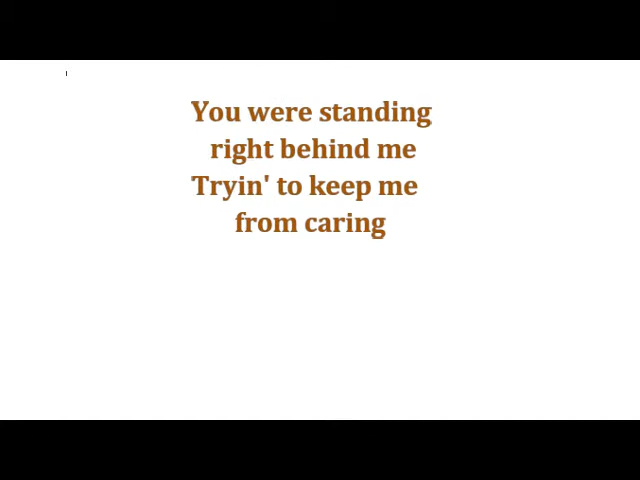 You were standing
right behind me
Tryin' to keep me
from caring